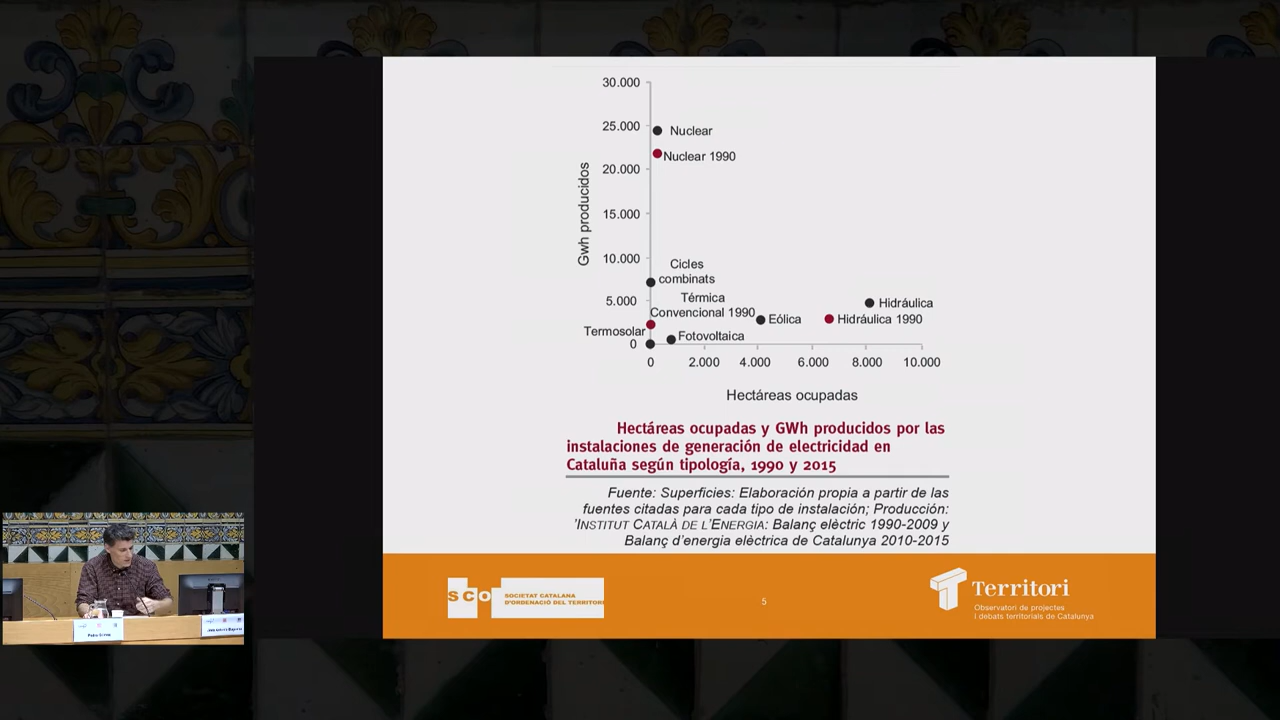 30.000
25.000
20.000
15.000
10.000
5.000
0
Gwh producidos
Nuclear
Nuclear 1990
Cicles
combinats
Térmica
Convencional 1990
Termosolar
Fotovoltaica
Eólica
Hidráulica
Hidráulica 1990
0 2.000 4.000 6.000 8.000 10.000
Hectáreas ocupadas
Hectáreas ocupadas y GWh producidos por las
instalaciones de generación de electricidad en
Cataluña según tipología, 1990 y 2015
Fuente: Superfícies: Elaboración propia a partir de las
fuentes citadas para cada tipo de instalación; Producción:
'INSTITUT CATALÀ DE L'ENERGIA: Balanç elèctric 1990-2009 y
Balanç d'energia elèctrica de Catalunya 2010-2015
SCOT
SOCIETAT CATALANA
D'ORDENACIÓ DEL TERRITORI
5
Territori
Observatori de projectes
i debats territorials de Catalunya